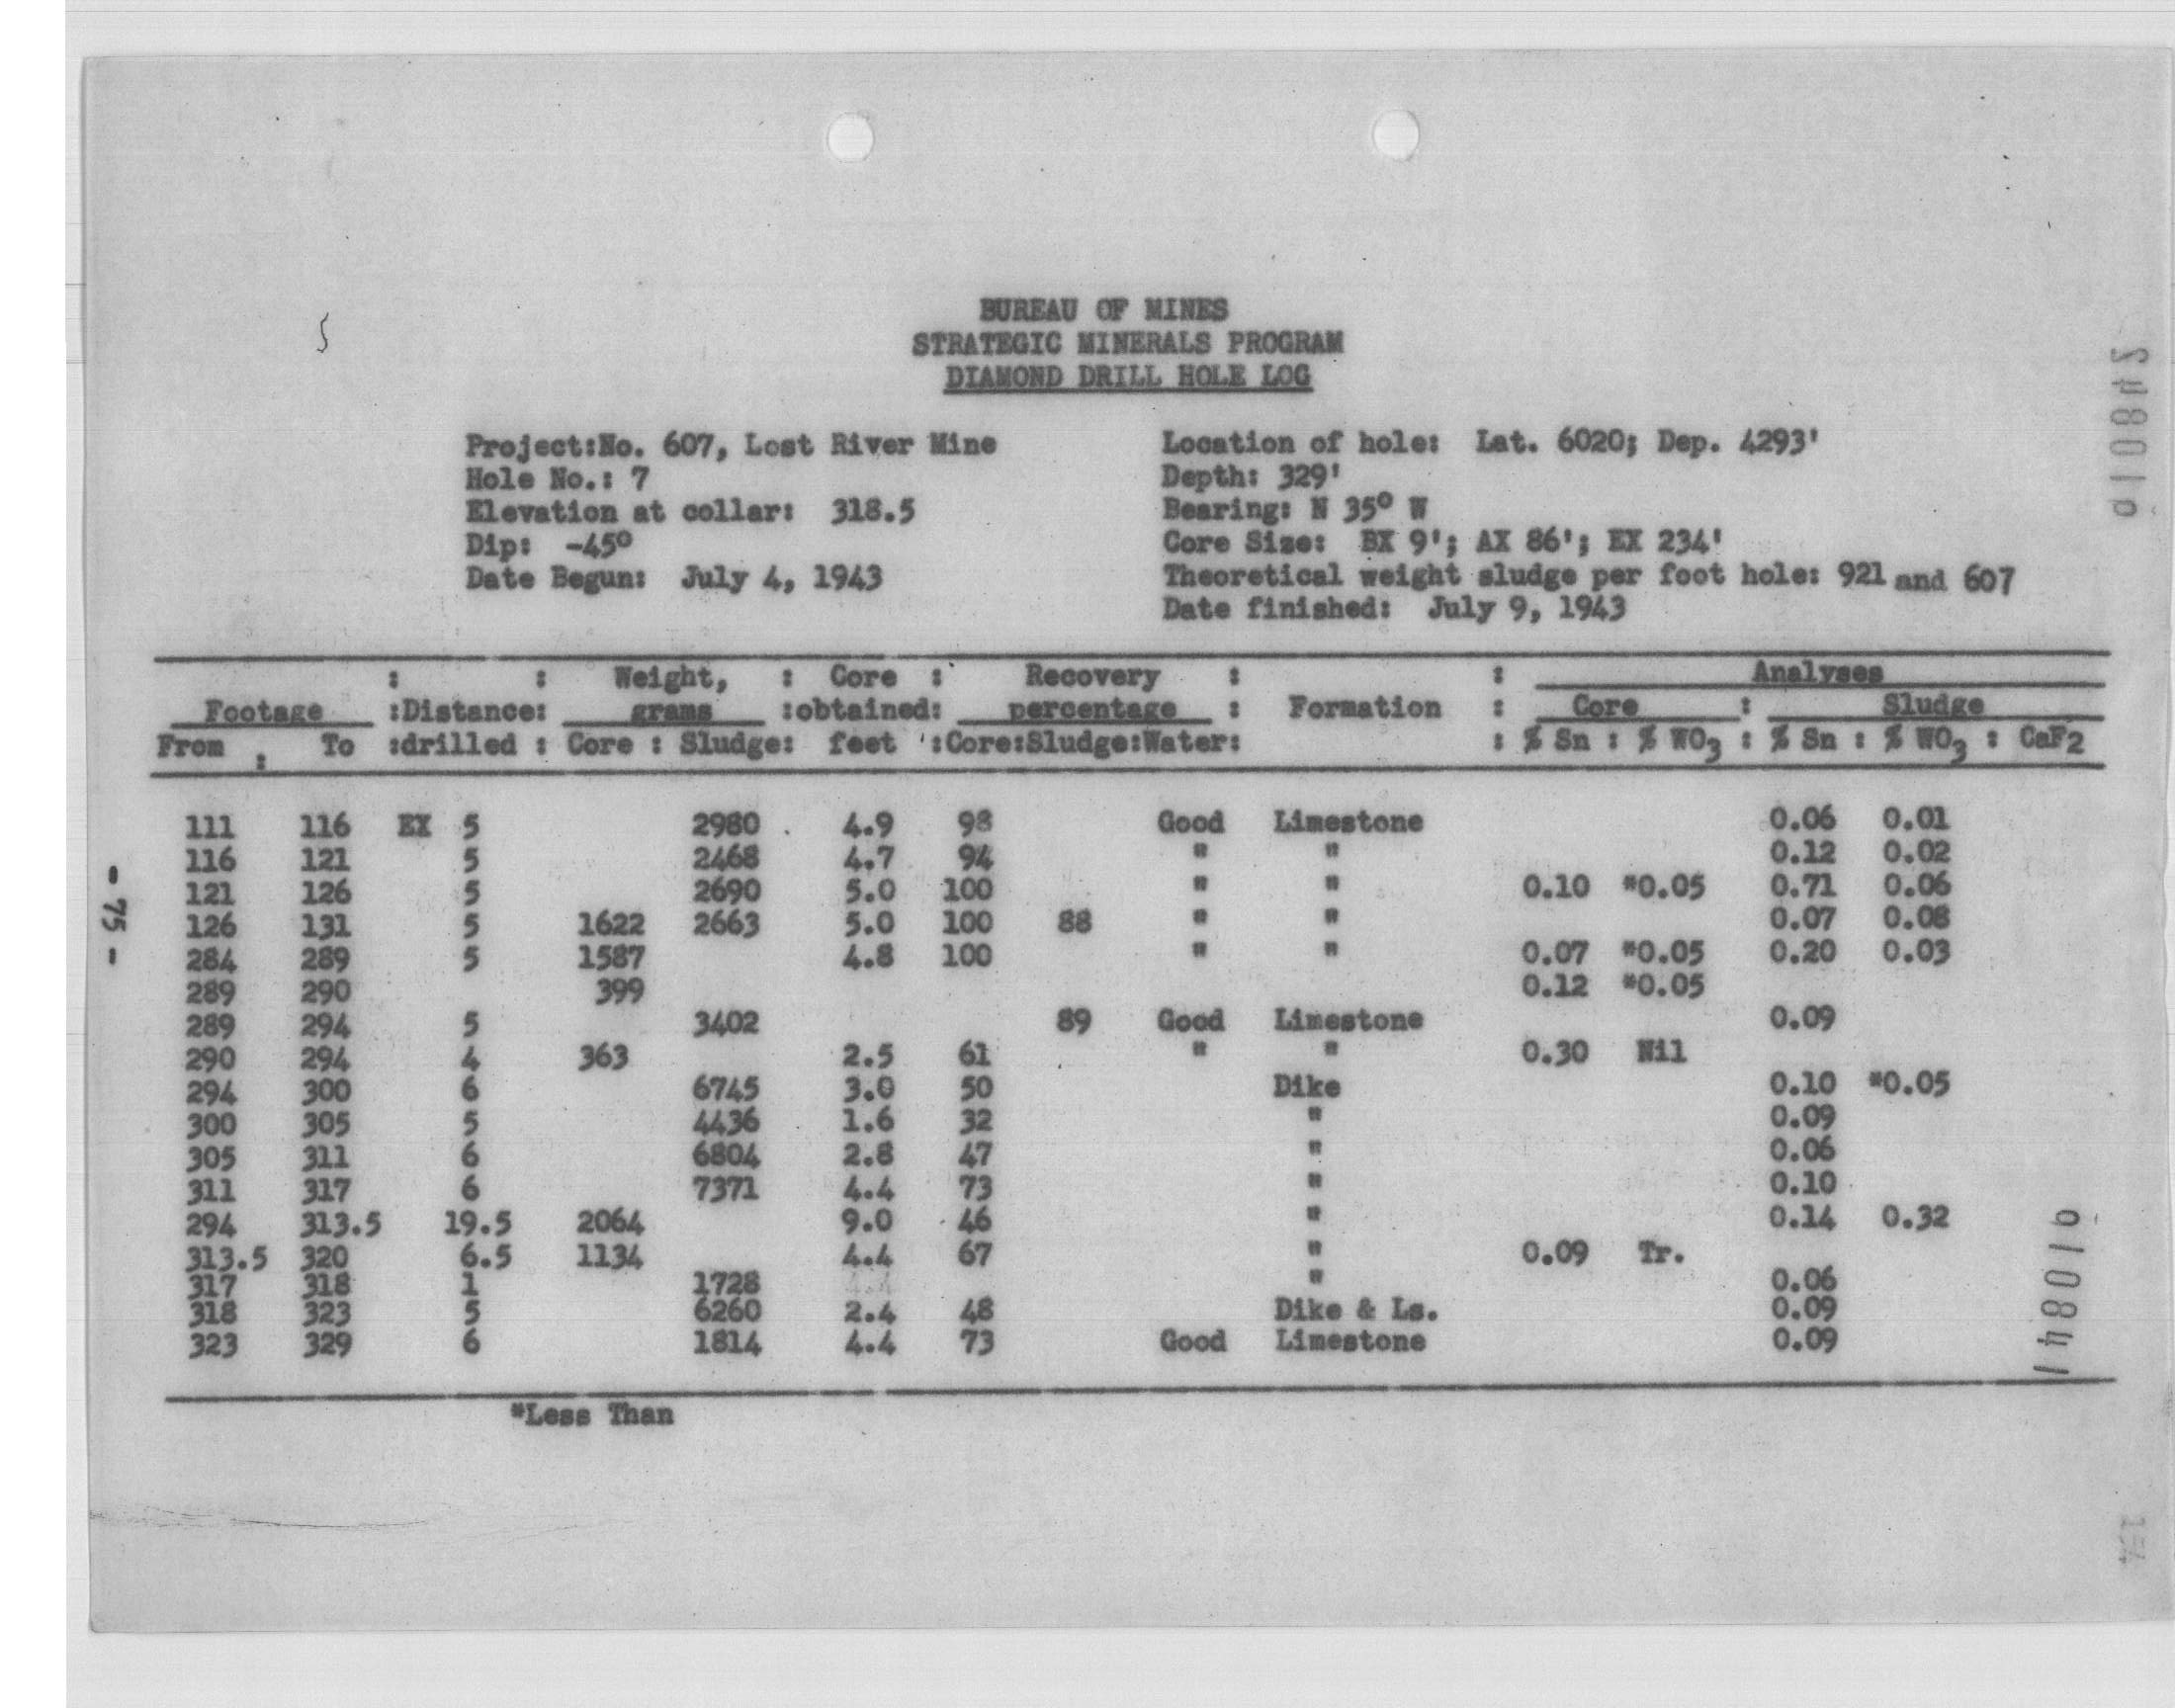 BUREAU OF MINES
STRATEGIC MINERALS PROGRAM
DIAMOND DRILL HOLE LOG
Project:No. 607, Lost River Mine
Hole No.: 7
Elevation at collar: 318.5
Dip: -45º
Date Begun: July 4, 1943
Location of hole: Lat. 6020; Dep. 4293'
Depth: 329'
Bearing: N 35º W
Core Size: BX 9'; AX 86'; EX 234'
Theoretical weight sludge per foot hole: 921 and 607
Date finished: July 9, 1943
: : Weight, : Core : Recovery : : Analyses
Footage :Distance: grams :obtained: percentage : Formation : Core : Sludge
From : To :drilled : Core : Sludge: feet :Core:Sludge:Water: : % Sn : % WO3 : % Sn : % WO3 : CaF2
111 116 EX 5 2980 4.9 98 Good Limestone 0.06 0.01
116 121 5 2468 4.7 94 " " 0.12 0.02
121 126 5 2690 5.0 100 " " 0.10 *0.05 0.71 0.06
126 131 5 1622 2663 5.0 100 88 " " 0.07 0.08
284 289 5 1587 4.8 100 " " 0.07 *0.05 0.20 0.03
289 290 399 0.12 *0.05
289 294 5 3402 89 Good Limestone 0.09
290 294 4 363 2.5 61 " " 0.30 Nil
294 300 6 6745 3.0 50 Dike 0.10 *0.05
300 305 5 4436 1.6 32 " 0.09
305 311 6 6804 2.8 47 " 0.06
311 317 6 7371 4.4 73 " 0.10
294 313.5 19.5 2064 9.0 46 " 0.14 0.32
313.5 320 6.5 1134 4.4 67 " 0.09 Tr.
317 318 1 1728 " 0.06
318 323 5 6260 2.4 48 Dike & Ls. 0.09
323 329 6 1814 4.4 73 Good Limestone 0.09
*Less Than
- 75 -